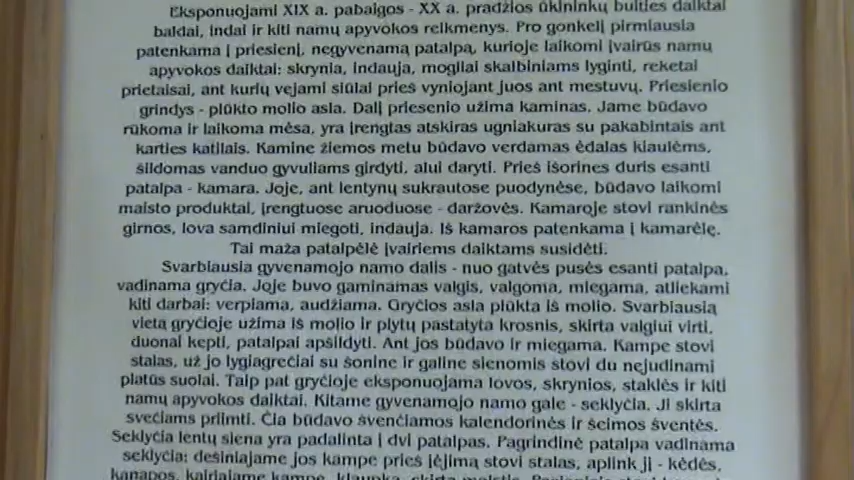 Eksponuojami XIX a. pabaigos - XX a. pradžios ūkininkų buities daiktai
baldai, indai ir kiti namų apyvokos reikmenys. Pro gonkelį pirmiausia
patenkama į priesienį, negyvenamą patalpą, kurioje laikomi įvairūs namų
apyvokos daiktai: skrynia, indauja, mogliai skalbiniams lyginti, reketai
prietaisai, ant kurių vejami siūlai prieš vyniojant juos ant mestuvų. Priesienio
grindys - plūkto molio asla. Dalį priesenio užima kaminas. Jame būdavo
rūkoma ir laikoma mėsa, yra įrengtas atskiras ugniakuras su pakabintais ant
karties katilais. Kamine žiemos metu būdavo verdamas ėdalas kiaulėms,
šildomas vanduo gyvuliams girdyti, alui daryti. Prieš išorines duris esanti
patalpa - kamara. Joje, ant lentynų sukrautose puodynėse, būdavo laikomi
maisto produktai, įrengtuose aruoduose - daržovės. Kamaroje stovi rankinės
girnos, lova samdiniui miegoti, indauja. Iš kamaros patenkama į kamarėlę.
Tai maža patalpėlė įvairiems daiktams susidėti.
Svarbiausia gyvenamojo namo dalis - nuo gatvės pusės esanti patalpa,
vadinama gryčia. Joje buvo gaminamas valgis, valgoma, miegama, atliekami
kiti darbai: verpiama, audžiama. Gryčios asla plūkta iš molio. Svarbiausią
vietą gryčioje užima iš molio ir plytų pastatyta krosnis, skirta valgiui virti,
duonai kepti, patalpai apšildyti. Ant jos būdavo ir miegama. Kampe stovi
stalas, už jo lygiagrečiai su šonine ir galine sienomis stovi du nejudinami
platūs suolai. Taip pat gryčioje eksponuojama lovos, skrynios, staklės ir kiti
namų apyvokos daiktai. Kitame gyvenamojo namo gale - seklyčia. Ji skirta
svečiams priimti. Čia būdavo švenčiamos kalendorinės ir šeimos šventės.
Seklyčia lentų siena yra padalinta į dvi patalpas. Pagrindinė patalpa vadinama
seklyčia: dešiniajame jos kampe prieš įėjimą stovi stalas, aplink jį - kėdės,
kanapos, kairiajame kampe, klaupka, skirta